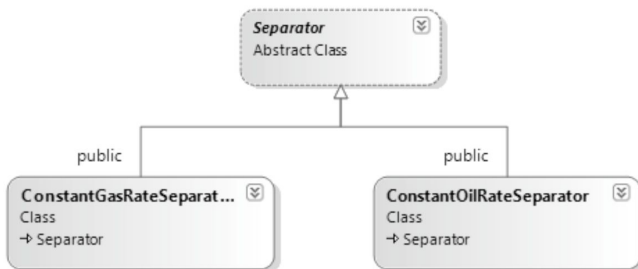 Separator
Abstract Class
public
public
ConstantGasRateSeparat...
Class
Separator
ConstantOilRateSeparator
Class
Separator